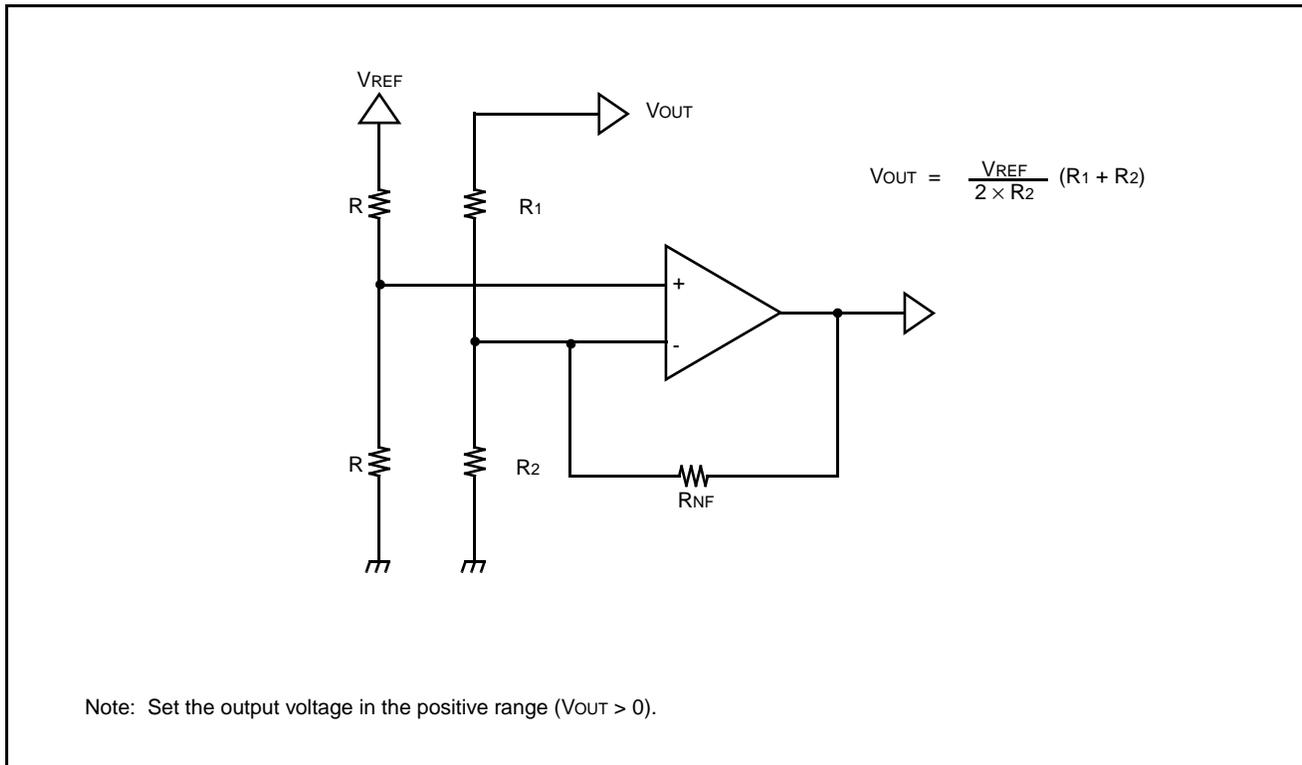 VREF
VOUT
VOUT = VREF / 2 × R2 (R1 + R2)
R
R1
+
-
R
R2
RNF
Note: Set the output voltage in the positive range (VOUT > 0).